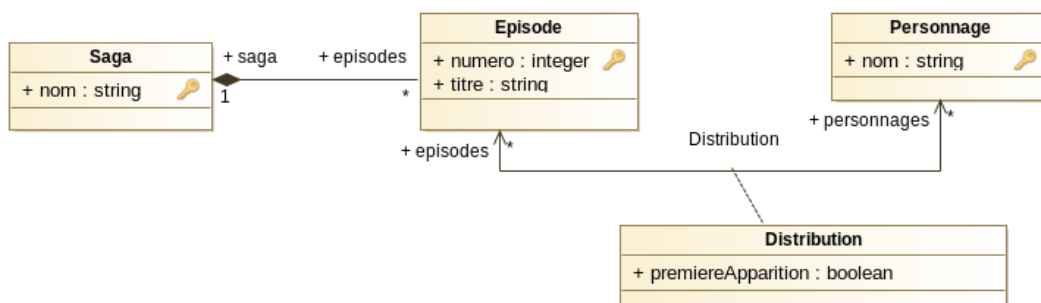 Saga
+ nom : string
+ saga
1
+ episodes
*
Episode
+ numero : integer
+ titre : string
Personnage
+ nom : string
+ episodes
*
Distribution
+ personnages
*
Distribution
+ premiereApparition : boolean